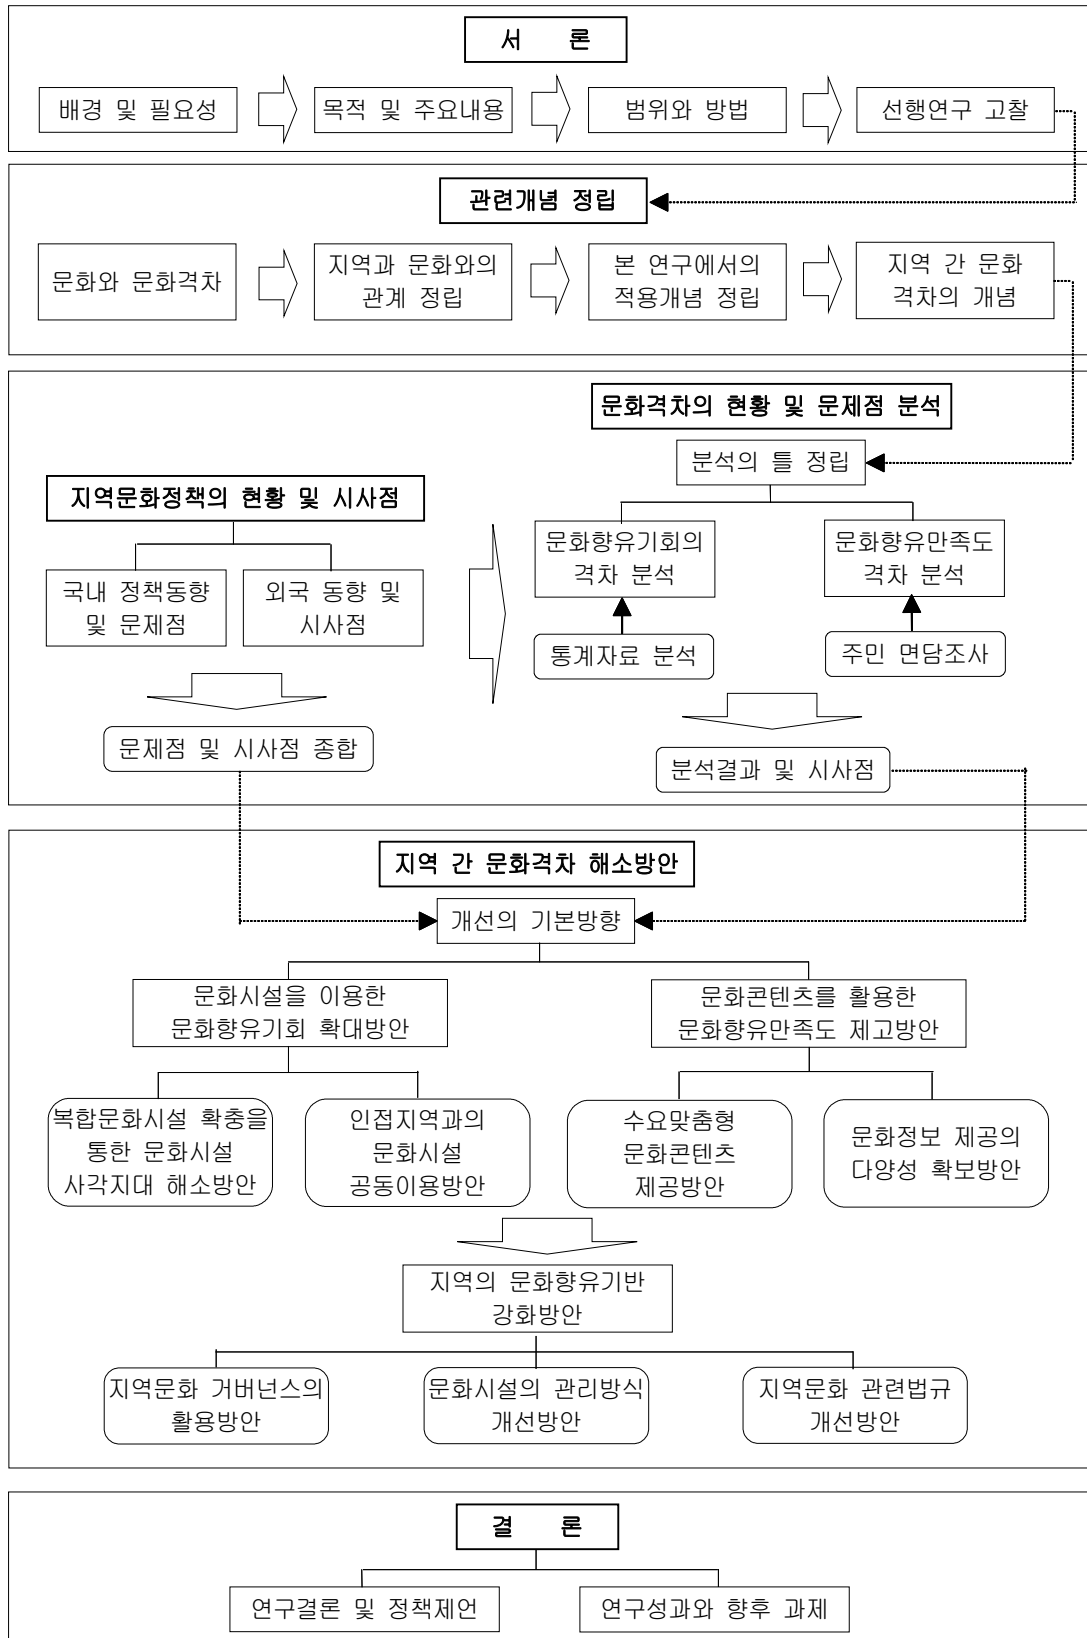 서 론
배경 및 필요성
목적 및 주요내용
범위와 방법
선행연구 고찰
관련개념 정립
문화와 문화격차
지역과 문화와의
관계 정립
본 연구에서의
적용개념 정립
지역 간 문화
격차의 개념
문화격차의 현황 및 문제점 분석
분석의 틀 정립
지역문화정책의 현황 및 시사점
국내 정책동향
및 문제점
외국 동향 및
시사점
문화향유기회의
격차 분석
문화향유만족도
격차 분석
통계자료 분석
주민 면담조사
문제점 및 시사점 종합
분석결과 및 시사점
지역 간 문화격차 해소방안
개선의 기본방향
문화시설을 이용한
문화향유기회 확대방안
문화콘텐츠를 활용한
문화향유만족도 제고방안
복합문화시설 확충을
통한 문화시설
사각지대 해소방안
인접지역과의
문화시설
공동이용방안
수요맞춤형
문화콘텐츠
제공방안
문화정보 제공의
다양성 확보방안
지역의 문화향유기반
강화방안
지역문화 거버넌스의
활용방안
문화시설의 관리방식
개선방안
지역문화 관련법규
개선방안
결 론
연구결론 및 정책제언
연구성과와 향후 과제